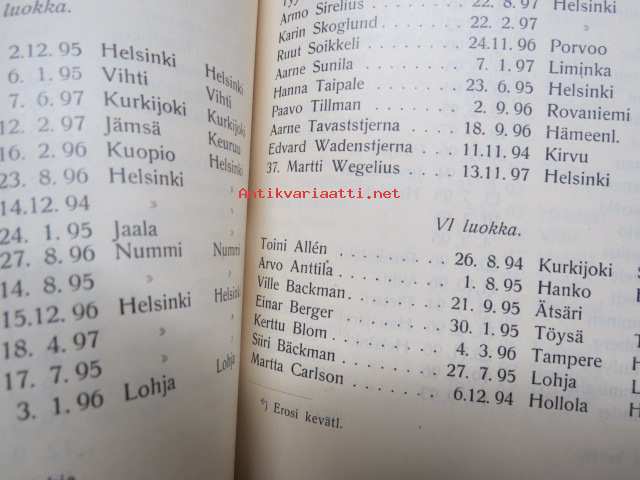 luokka.
2.12. 95 Helsinki Helsinki
6. 1. 95 Vihti Vihti
7. 6. 97 Kurkijoki Kurkijoki
12. 2. 97 Jämsä Keuruu
16. 2. 96 Kuopio Helsinki
23. 8. 96 Helsinki »
14.12. 94 » »
24. 1. 95 Jaala »
27. 8. 96 Nummi Nummi
14. 8. 95 » »
15.12. 96 Helsinki Helsinki
18. 4. 97 » »
17. 7. 95 » »
3. 1. 96 Lohja Lohja
Armo Sirelius 22. 8. 97 Helsinki
Karin Skoglund 22. 2. 97 »
Ruut Soikkeli 24.11. 96 Porvoo
Aarne Sunila 7. 1. 97 Liminka
Hanna Taipale 23. 6. 95 Helsinki
Paavo Tillman 2. 9. 96 Rovaniemi
Aarne Tavaststjerna 18. 9. 96 Hämeenl.
Edvard Wadenstjerna 11.11. 94 Kirvu
37. Martti Wegelius 13.11. 97 Helsinki
Antikvariaatti.net
VI luokka.
Toini Allén 26. 8. 94 Kurkijoki
Arvo Anttila 1. 8. 95 Hanko
Ville Backman 21. 9. 95 Ätsäri
Einar Berger 30. 1. 95 Töysä
Kerttu Blom 4. 3. 96 Tampere
Siiri Bäckman 27. 7. 95 Lohja
Martta Carlson 6.12. 94 Hollola
*) Erosi kevätl.